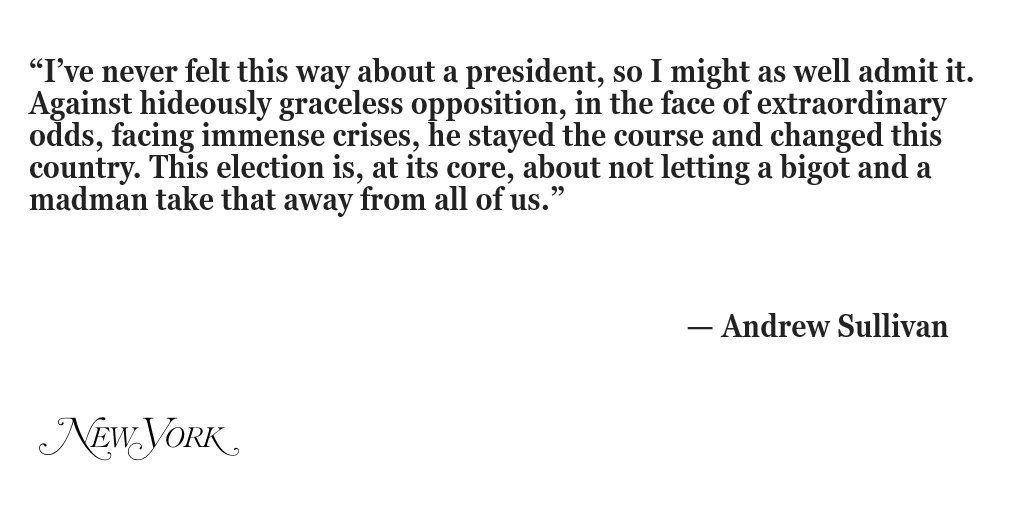 “I’ve never felt this way about a president, so I might as well admit it.
Against hideously graceless opposition, in the face of extraordinary
odds, facing immense crises, he stayed the course and changed this
country. This election is, at its core, about not letting a bigot and a
madman take that away from all of us.”
— Andrew Sullivan
NEW YORK